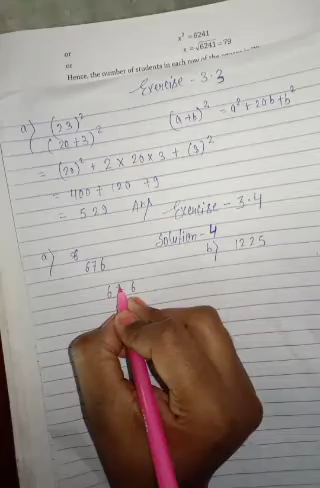 x² = 6241
or
x = √6241 = 79
or
Hence, the number of students in each row of the
Exercise - 3.3
a) (23)²
(a+b)² = a² + 2ab + b²
(20+3)²
= (20)² + 2 × 20 × 3 + (3)²
= 400 + 120 + 9
= 529 Ans
Exercise - 3.4
Solution - 4
a)
676
b) 1225
6 6